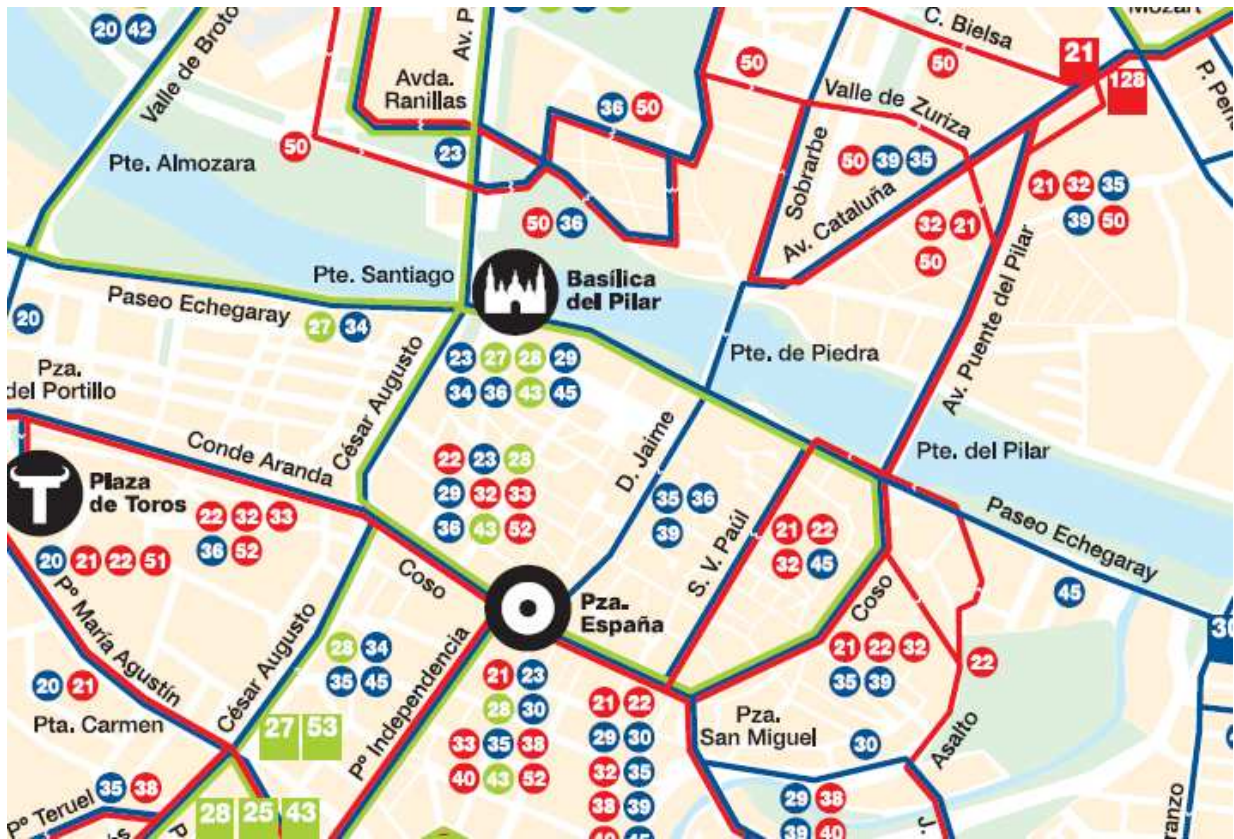 20 42
Valle de Broto
Av. P
C. Bielsa
Mozart
21
128
50
50
P. Peri
Avda.
Ranillas
36 50
Valle de Zuriza
50
23
Pte. Almozara
Sobrarbe
50 39 35
Av. Cataluña
21 32 35
39 50
50 36
32 21
50
Pte. Santiago
Basílica
del Pilar
Av. Puente del Pilar
Paseo Echegaray
27 34
20
Pte. de Piedra
Pza.
del Portillo
César Augusto
23 27 28 29
34 36 43 45
D. Jaime
Conde Aranda
22 23 28
29 32 33
36 43 52
Pte. del Pilar
Plaza
de Toros
22 32 33
36 52
35 36
39
S. V. Paúl
21 22
32 45
Paseo Echegaray
20 21 22 51
Coso
Coso
45
Pza.
España
30
Pº María Agustín
César Augusto
28 34
35 45
Pº Independencia
21 23
28 30
33 35 38
40 43 52
21 22
29 30
32 35
38 39
40 45
21 22 32
35 39
22
20 21
Pta. Carmen
27 53
Pza.
San Miguel
30
Asalto
Pº Teruel
35 38
28 25 43
29 38
39 40
J.
ranzo